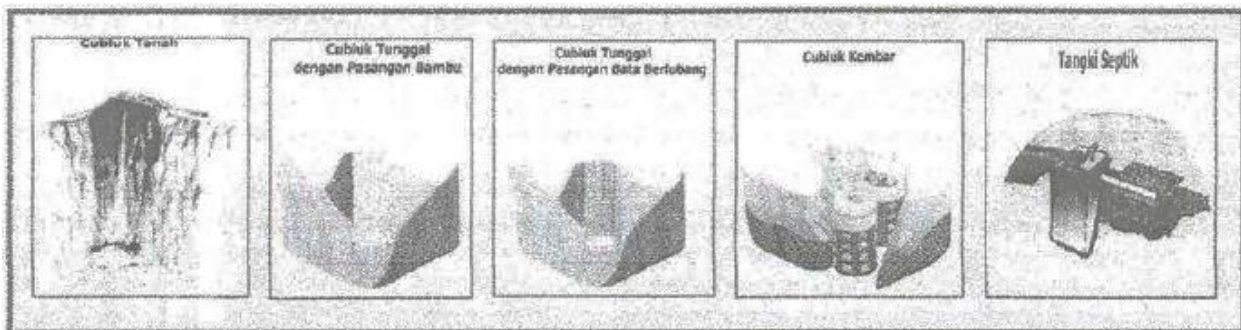 Cubluk Tanah
Cubluk Tunggal
dengan Pasangan Bambu
Cubluk Tunggal
dengan Pasangan Bata Berlubang
Cubluk Kembar
Tangki Septik